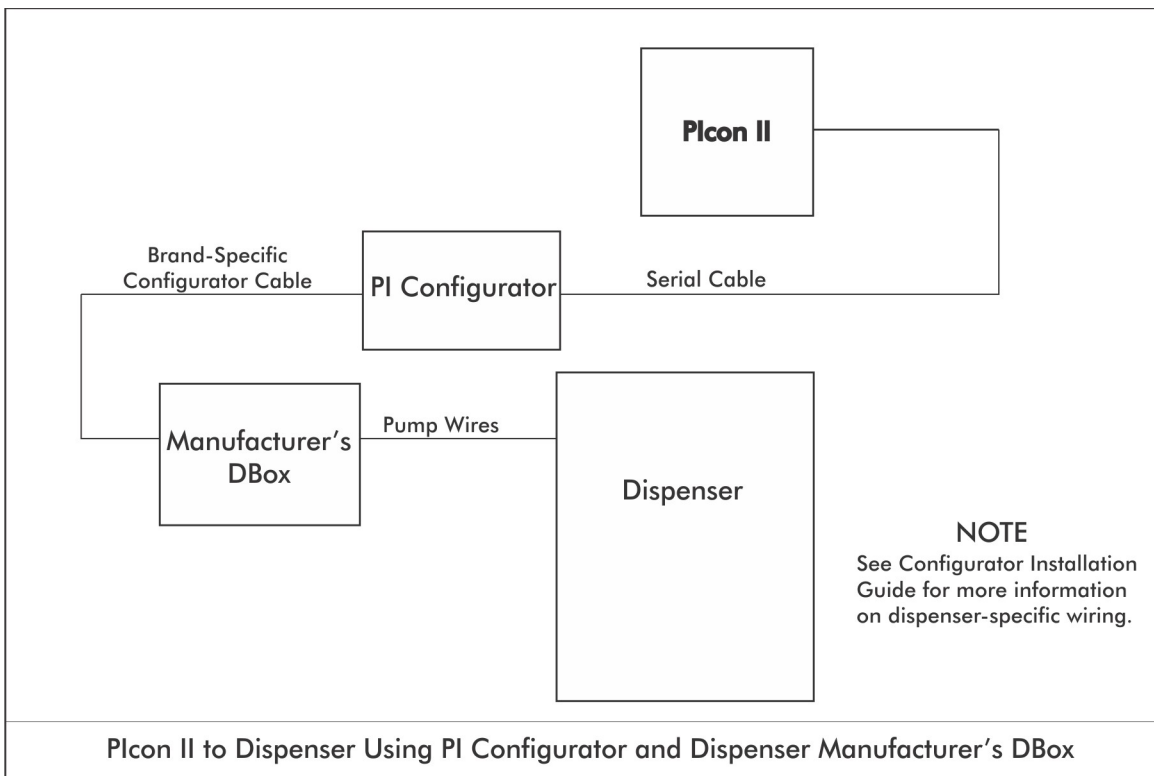 PIcon II
Brand-Specific
Configurator Cable
PI Configurator
Serial Cable
Manufacturer's
DBox
Pump Wires
Dispenser
NOTE
See Configurator Installation
Guide for more information
on dispenser-specific wiring.
PIcon II to Dispenser Using PI Configurator and Dispenser Manufacturer's DBox